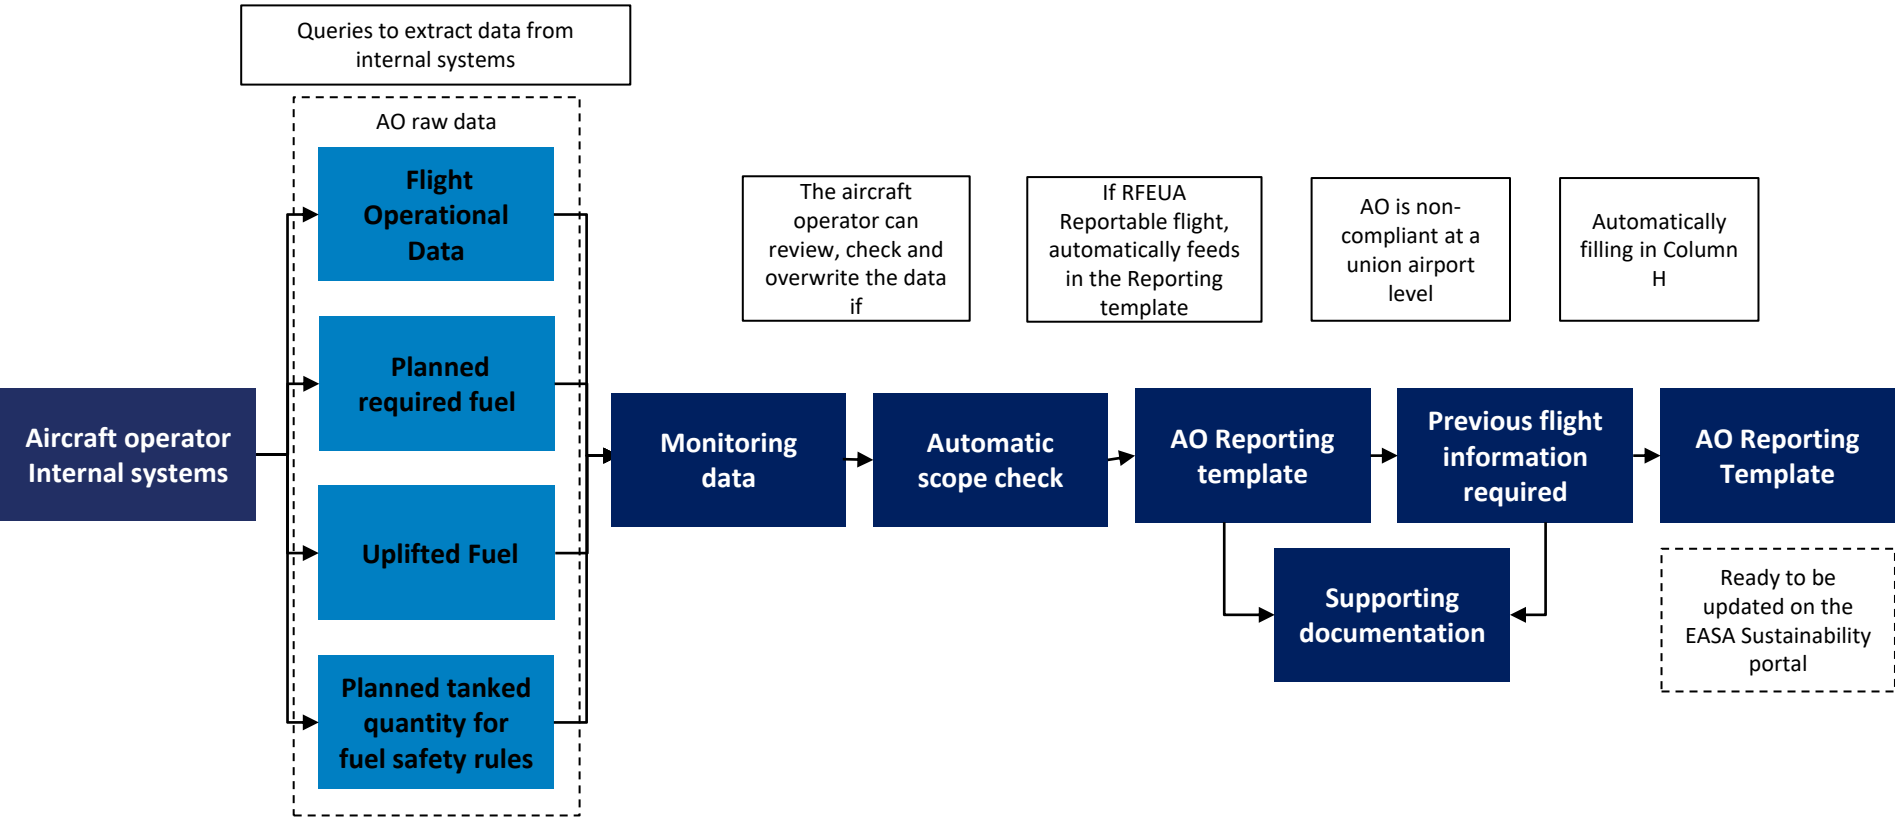 Queries to extract data from
internal systems
AO raw data
Flight
Operational
Data
Planned
required fuel
Uplifted Fuel
Planned tanked
quantity for
fuel safety rules
Aircraft operator
Internal systems
The aircraft
operator can
review, check and
overwrite the data
if
If RFEUA
Reportable flight,
automatically feeds
in the Reporting
template
AO is non-
compliant at a
union airport
level
Automatically
filling in Column
H
Monitoring
data
Automatic
scope check
AO Reporting
template
Previous flight
information
required
AO Reporting
Template
Supporting
documentation
Ready to be
updated on the
EASA Sustainability
portal